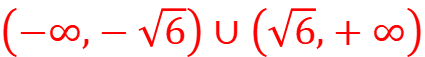 (−∞, − √6) ∪ (√6, + ∞)